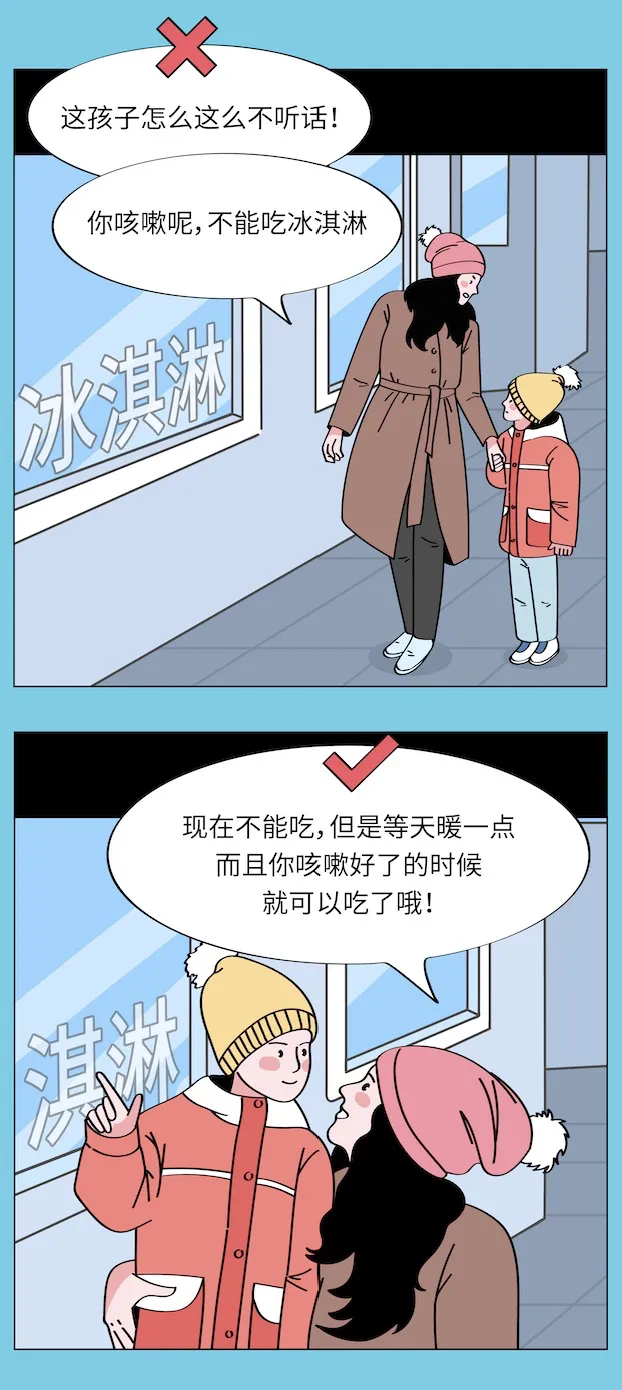 这孩子怎么这么不听话！
你咳嗽呢，不能吃冰淇淋
冰淇淋
现在不能吃，但是等天暖一点
而且你咳嗽好了的时候
就可以吃了哦！
淇淋